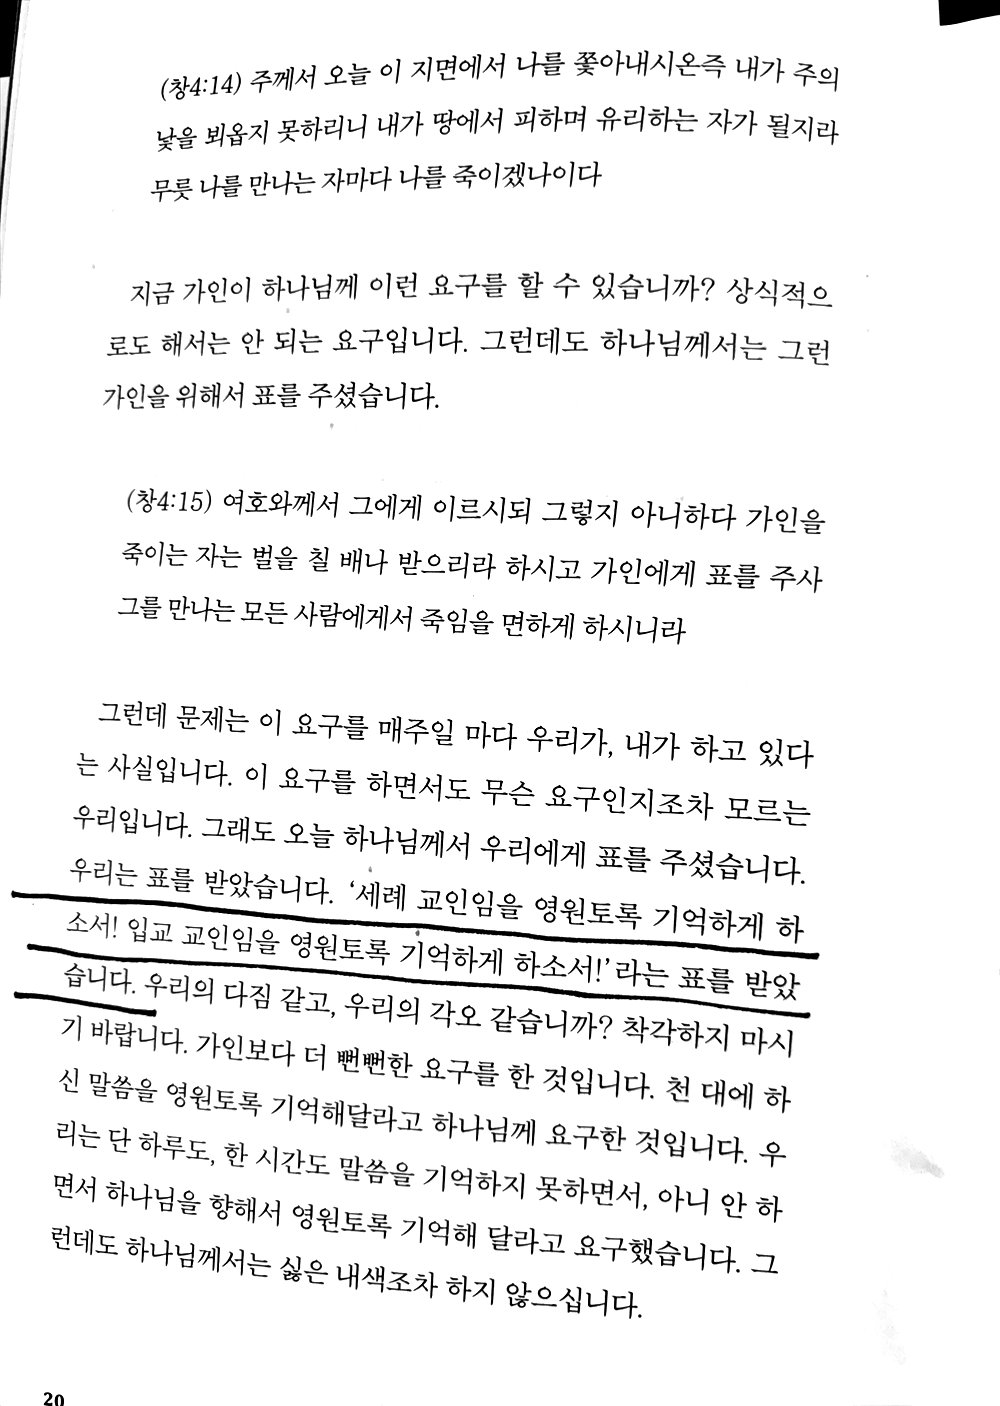 (창4:14) 주께서 오늘 이 지면에서 나를 쫓아내시온즉 내가 주의
낯을 뵈옵지 못하리니 내가 땅에서 피하며 유리하는 자가 될지라
무릇 나를 만나는 자마다 나를 죽이겠나이다
지금 가인이 하나님께 이런 요구를 할 수 있습니까? 상식적으
로도 해서는 안 되는 요구입니다. 그런데도 하나님께서는 그런
가인을 위해서 표를 주셨습니다.
(창4:15) 여호와께서 그에게 이르시되 그렇지 아니하다 가인을
죽이는 자는 벌을 칠 배나 받으리라 하시고 가인에게 표를 주사
그를 만나는 모든 사람에게서 죽임을 면하게 하시니라
그런데 문제는 이 요구를 매주일 마다 우리가, 내가 하고 있다
는 사실입니다. 이 요구를 하면서도 무슨 요구인지조차 모르는
우리입니다. 그래도 오늘 하나님께서 우리에게 표를 주셨습니다.
우리는 표를 받았습니다. ‘세례 교인임을 영원토록 기억하게 하
소서! 입교 교인임을 영원토록 기억하게 하소서!’라는 표를 받았
습니다. 우리의 다짐 같고, 우리의 각오 같습니까? 착각하지 마시
기 바랍니다. 가인보다 더 뻔뻔한 요구를 한 것입니다. 천 대에 하
신 말씀을 영원토록 기억해달라고 하나님께 요구한 것입니다. 우
리는 단 하루도, 한 시간도 말씀을 기억하지 못하면서, 아니 안 하
면서 하나님을 향해서 영원토록 기억해 달라고 요구했습니다. 그
런데도 하나님께서는 싫은 내색조차 하지 않으십니다.
20